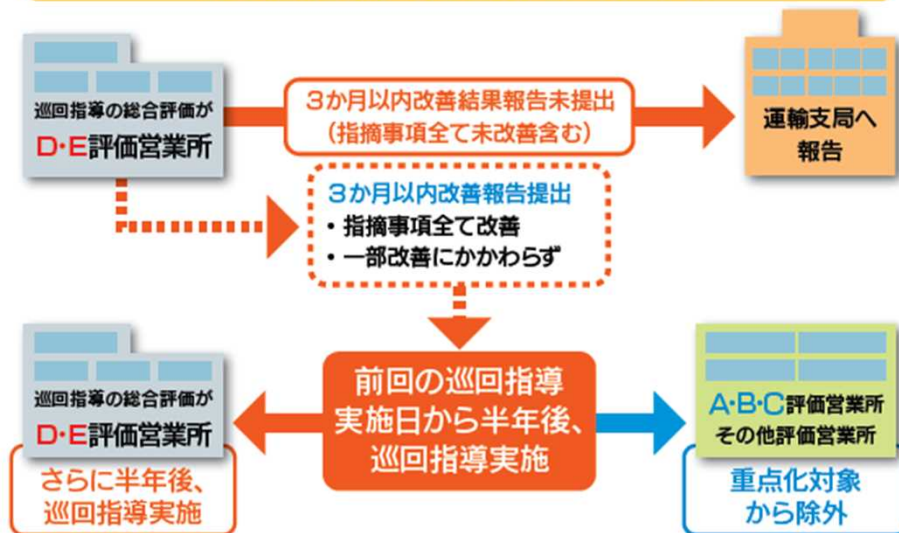 巡回指導の総合評価が
D・E評価営業所
3か月以内改善結果報告未提出
(指摘事項全て未改善含む)
運輸支局へ
報告
3か月以内改善報告提出
・指摘事項全て改善
・一部改善にかかわらず
巡回指導の総合評価が
D・E評価営業所
さらに半年後、
巡回指導実施
前回の巡回指導
実施日から半年後、
巡回指導実施
A・B・C評価営業所
その他評価営業所
重点化対象
から除外